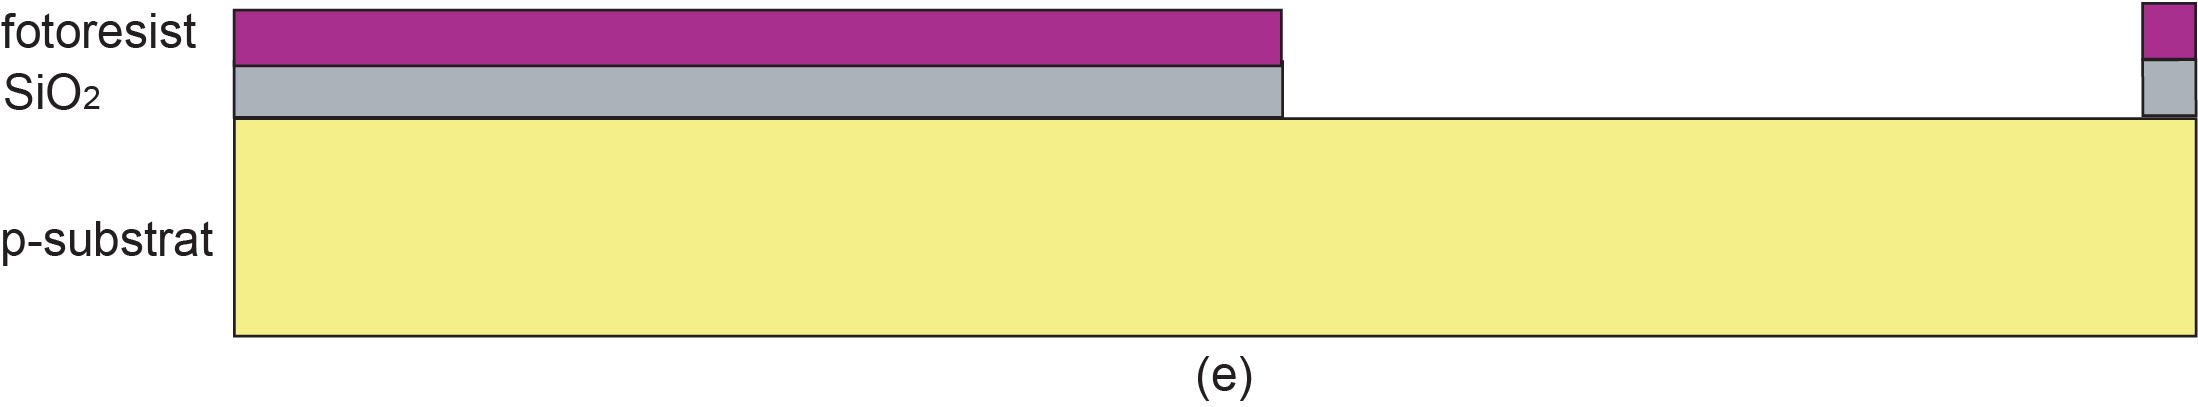 fotoresist
SiO2
p-substrat
(e)